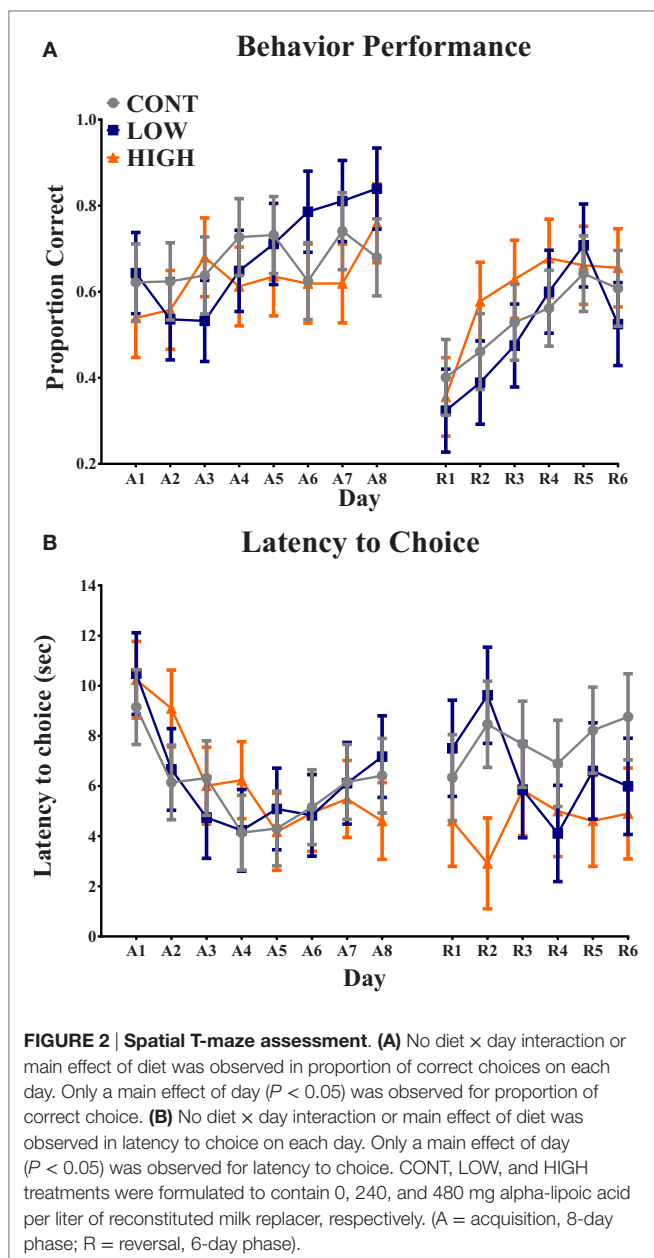 A
Behavior Performance
CONT
LOW
HIGH
1.0
0.8
0.6
0.4
0.2
Proportion Correct
A1 A2 A3 A4 A5 A6 A7 A8 R1 R2 R3 R4 R5 R6
Day
B
Latency to Choice
14
12
10
8
6
4
2
0
Latency to choice (sec)
A1 A2 A3 A4 A5 A6 A7 A8 R1 R2 R3 R4 R5 R6
Day
FIGURE 2 | Spatial T-maze assessment. (A) No diet × day interaction or
main effect of diet was observed in proportion of correct choices on each
day. Only a main effect of day (P < 0.05) was observed for proportion of
correct choice. (B) No diet × day interaction or main effect of diet was
observed in latency to choice on each day. Only a main effect of day
(P < 0.05) was observed for latency to choice. CONT, LOW, and HIGH
treatments were formulated to contain 0, 240, and 480 mg alpha-lipoic acid
per liter of reconstituted milk replacer, respectively. (A = acquisition, 8-day
phase; R = reversal, 6-day phase).